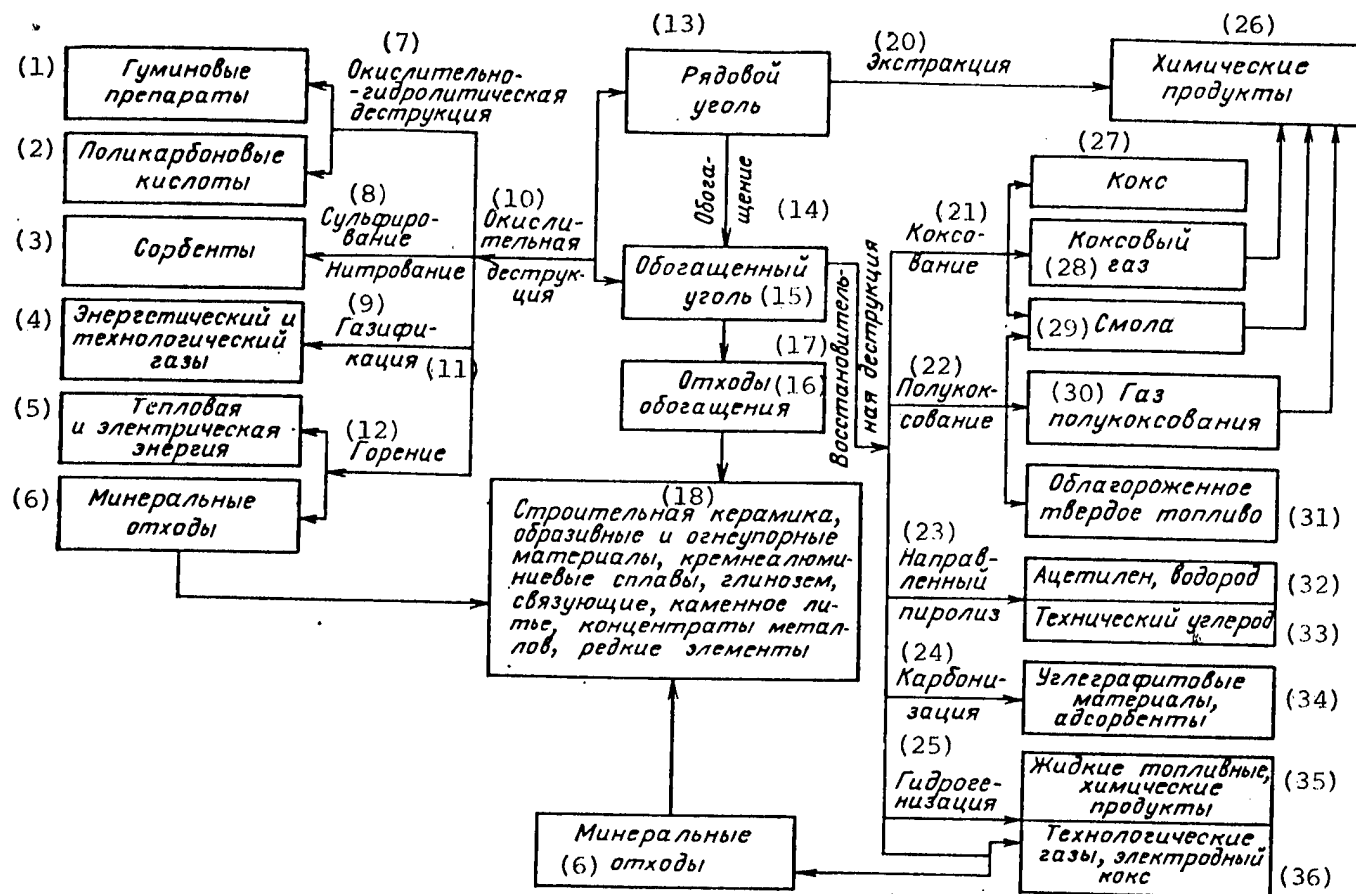 (1)
Гуминовые
препараты
(2)
Поликарбоновые
кислоты
(3)
Сорбенты
(4)
Энергетический и
технологический
газы
(5)
Тепловая
и электрическая
энергия
(6)
Минеральные
отходы
(7)
Окислительно-
-гидролитическая
деструкция
(8)
Сульфиро-
вание
Нитрование
(9)
Газифи-
кация
(11)
(12)
Горение
(10)
Окисли-
тельная
деструк-
ция
(13)
Рядовой
уголь
Обога-
щение
(14)
Обогащенный
уголь (15)
(17)
Отходы (16)
обогащения
(18)
Строительная керамика,
образивные и огнеупорные
материалы, кремнеалюми-
ниевые сплавы, глинозем,
связующие, каменное ли-
тье, концентраты метал-
лов, редкие элементы
Минеральные
(6) отходы
Восстановитель-
ная деструкция
(20)
Экстракция
(21)
Коксо-
вание
(22)
Полукок-
сование
(23)
Направ-
ленный
пиролиз
(24)
Карбони-
зация
(25)
Гидроге-
низация
(26)
Химические
продукты
(27)
Кокс
Коксовый
(28) газ
(29) Смола
(30) Газ
полукоксования
Облагороженное
твердое топливо
(31)
Ацетилен, водород
(32)
Технический углерод
(33)
Углеграфитовые
материалы,
адсорбенты
(34)
Жидкие топливные,
химические
продукты
(35)
Технологические
газы, электродный
кокс
(36)